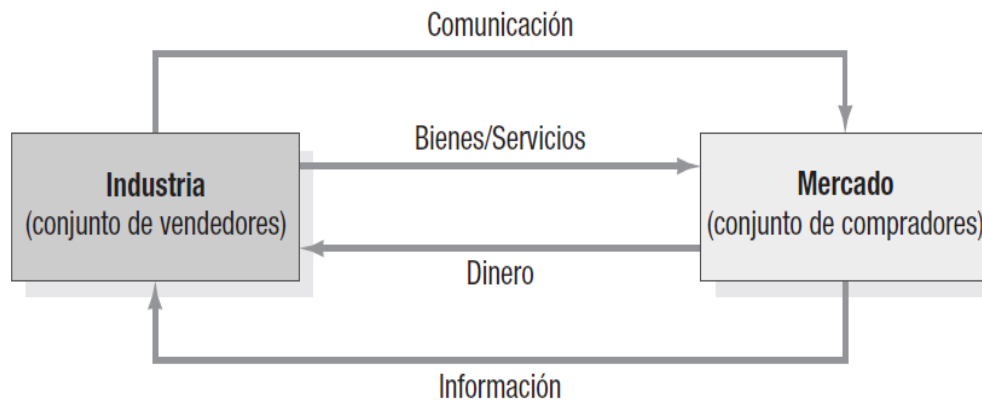 Comunicación
Bienes/Servicios
Industria
(conjunto de vendedores)
Mercado
(conjunto de compradores)
Dinero
Información